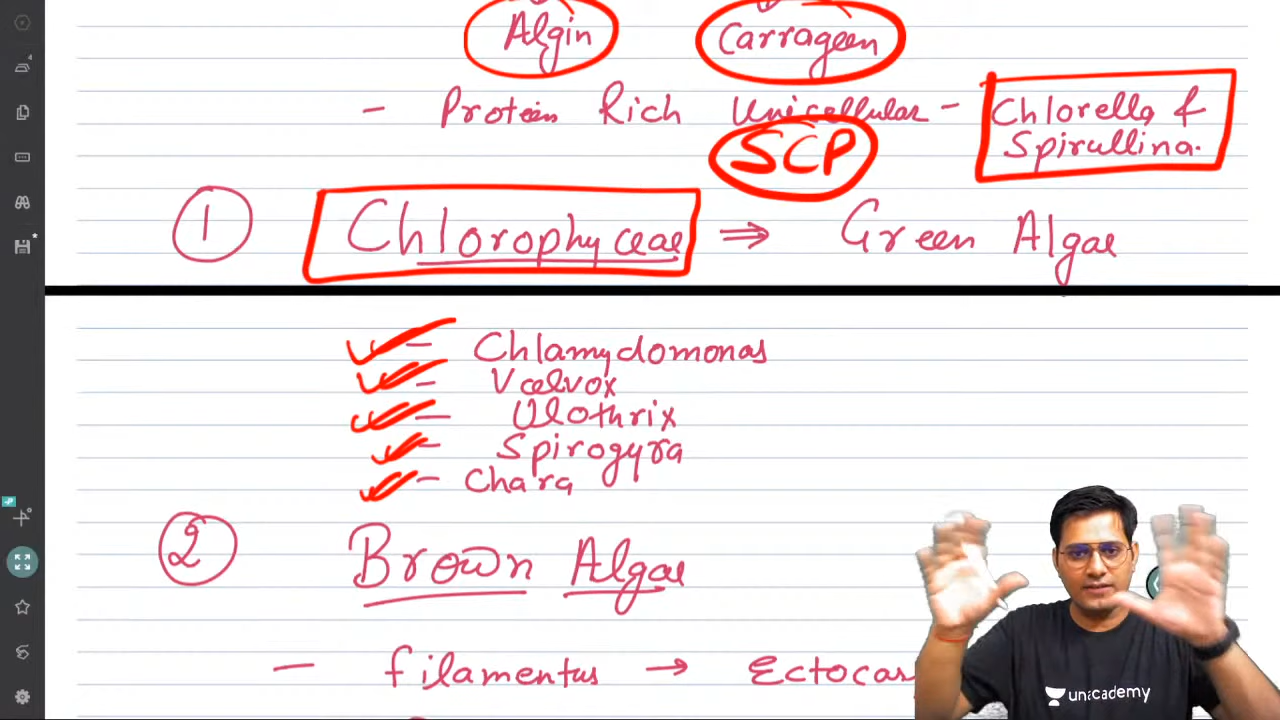 Algin Carrageen
- Protein Rich Unicellular - Chlorella &
Spirullina.
SCP
1 Chlorophyceae ⇒ Green Algae
- Chlamydomonas
- Volvox
- Ulothrix
- Spirogyra
- Chara
2 Brown Algae
- filamentus → Ectocar
unacademy